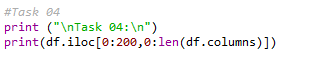 #Task 04
print ("\nTask 04:\n")
print(df.iloc[0:200,0:len(df.columns)])